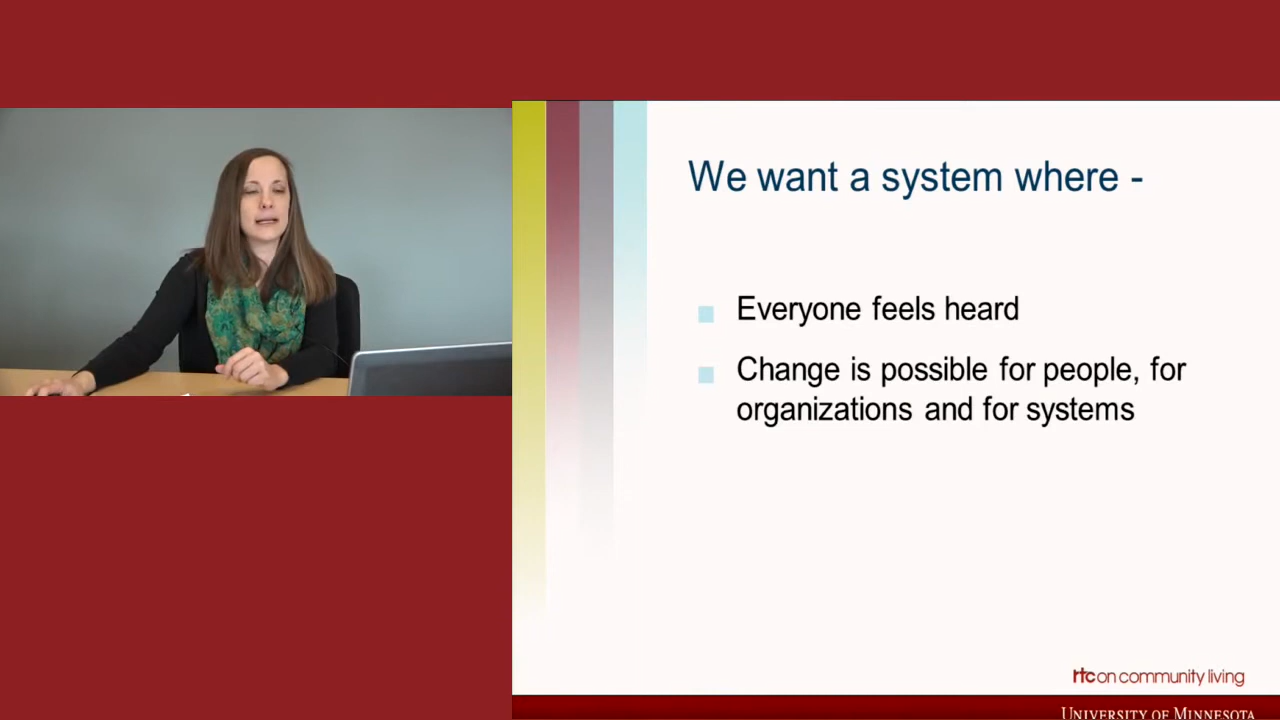 We want a system where -
Everyone feels heard
Change is possible for people, for
organizations and for systems
rtc on community living
UNIVERSITY OF MINNESOTA